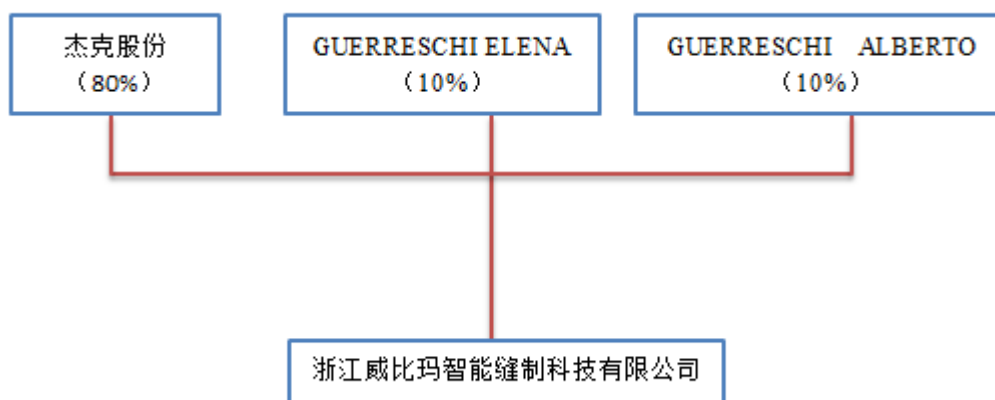 杰克股份
（80%）
GUERRESCHI ELENA
（10%）
GUERRESCHI ALBERTO
（10%）
浙江威比玛智能缝制科技有限公司